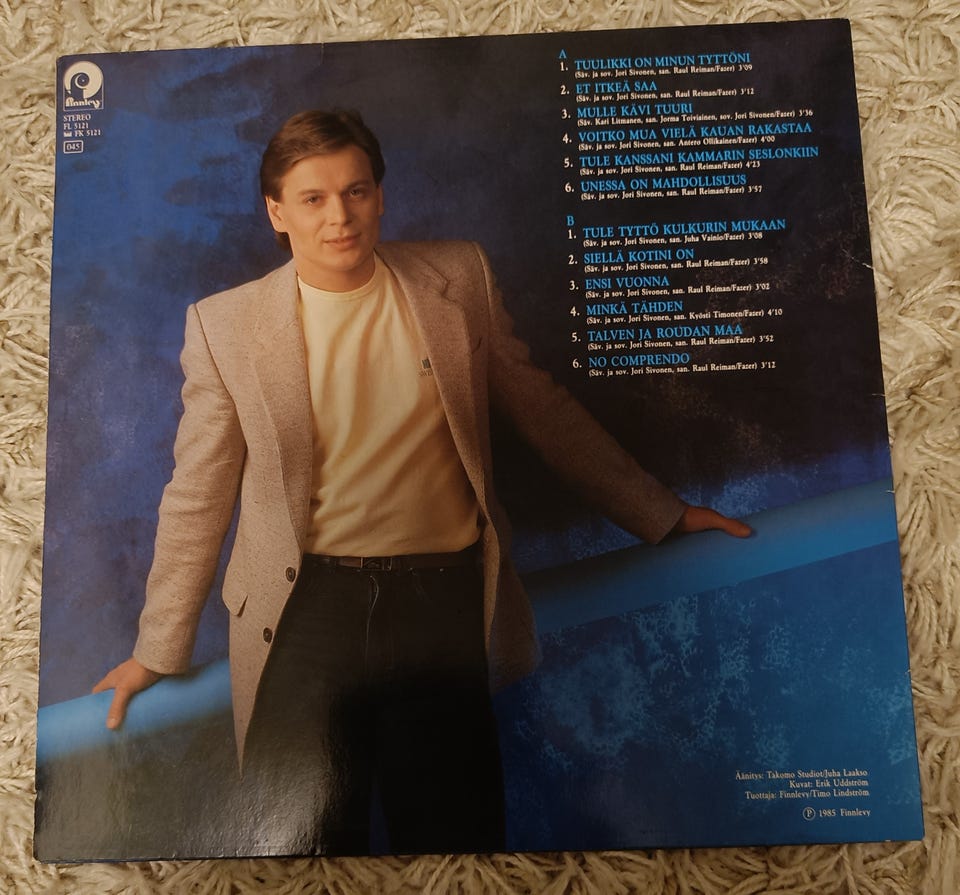 Finnlevy
STEREO
FL 5121
FK 5121
045
A
1. TUULIKKI ON MINUN TYTTÖNI
(Säv. ja sov. Jori Sivonen, san. Raul Reiman/Fazer) 3'09
2. ET ITKEÄ SAA
(Säv. ja sov. Jori Sivonen, san. Raul Reiman/Fazer) 3'12
3. MULLE KÄVI TUURI
(Säv. Kari Litmanen, san. Jorma Toiviainen, sov. Jori Sivonen/Fazer) 3'36
4. VOITKO MUA VIELÄ KAUAN RAKASTAA
(Säv. ja sov. Jori Sivonen, san. Antero Ollikainen/Fazer) 4'00
5. TULE KANSSANI KAMMARIN SESLONKIIN
(Säv. ja sov. Jori Sivonen, san. Raul Reiman/Fazer) 4'23
6. UNESSA ON MAHDOLLISUUS
(Säv. ja sov. Jori Sivonen, san. Raul Reiman/Fazer) 3'57
B
1. TULE TYTTÖ KULKURIN MUKAAN
(Säv. ja sov. Jori Sivonen, san. Juha Vainio/Fazer) 3'08
2. SIELLÄ KOTINI ON
(Säv. ja sov. Jori Sivonen, san. Raul Reiman/Fazer) 3'58
3. ENSI VUONNA
(Säv. ja sov. Jori Sivonen, san. Raul Reiman/Fazer) 3'02
4. MINKÄ TÄHDEN
(Säv. ja sov. Jori Sivonen, san. Kyösti Timonen/Fazer) 4'10
5. TALVEN JA ROUDAN MAA
(Säv. ja sov. Jori Sivonen, san. Raul Reiman/Fazer) 3'52
6. NO COMPRENDO
(Säv. ja sov. Jori Sivonen, san. Raul Reiman/Fazer) 3'12
Äänitys: Takomo Studiot/Juha Laakso
Kuvat: Erik Uddström
Tuottaja: Finnlevy/Timo Lindström
Ⓟ 1985 Finnlevy